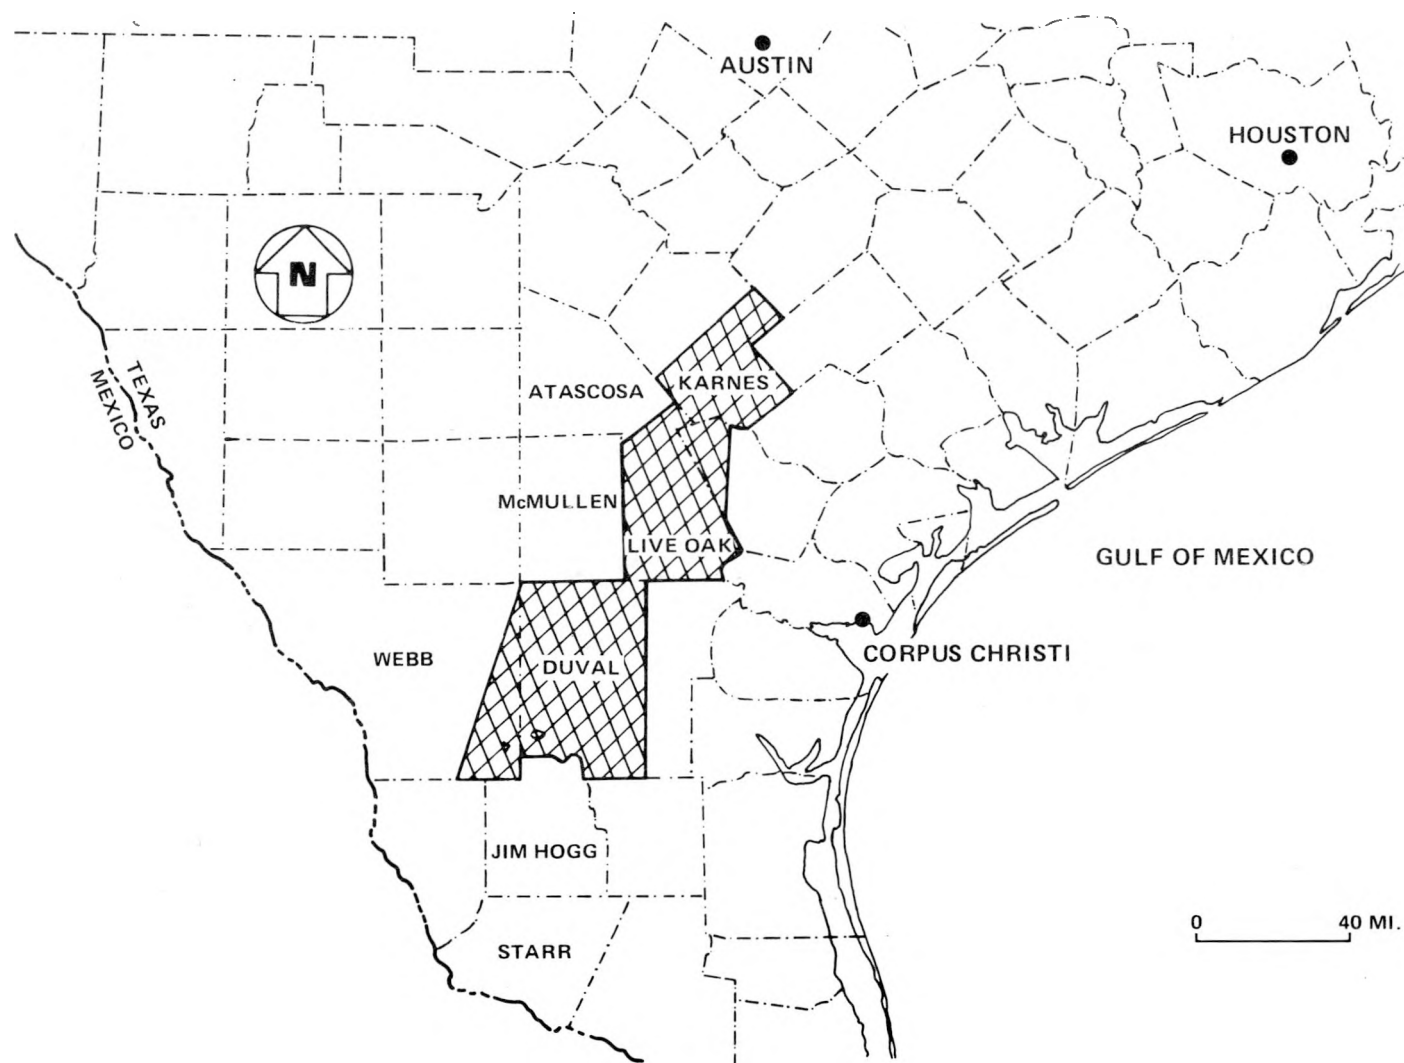 AUSTIN
HOUSTON
N
TEXAS
MEXICO
ATASCOSA
KARNES
McMULLEN
LIVE OAK
GULF OF MEXICO
WEBB
DUVAL
CORPUS CHRISTI
JIM HOGG
STARR
0 40 MI.